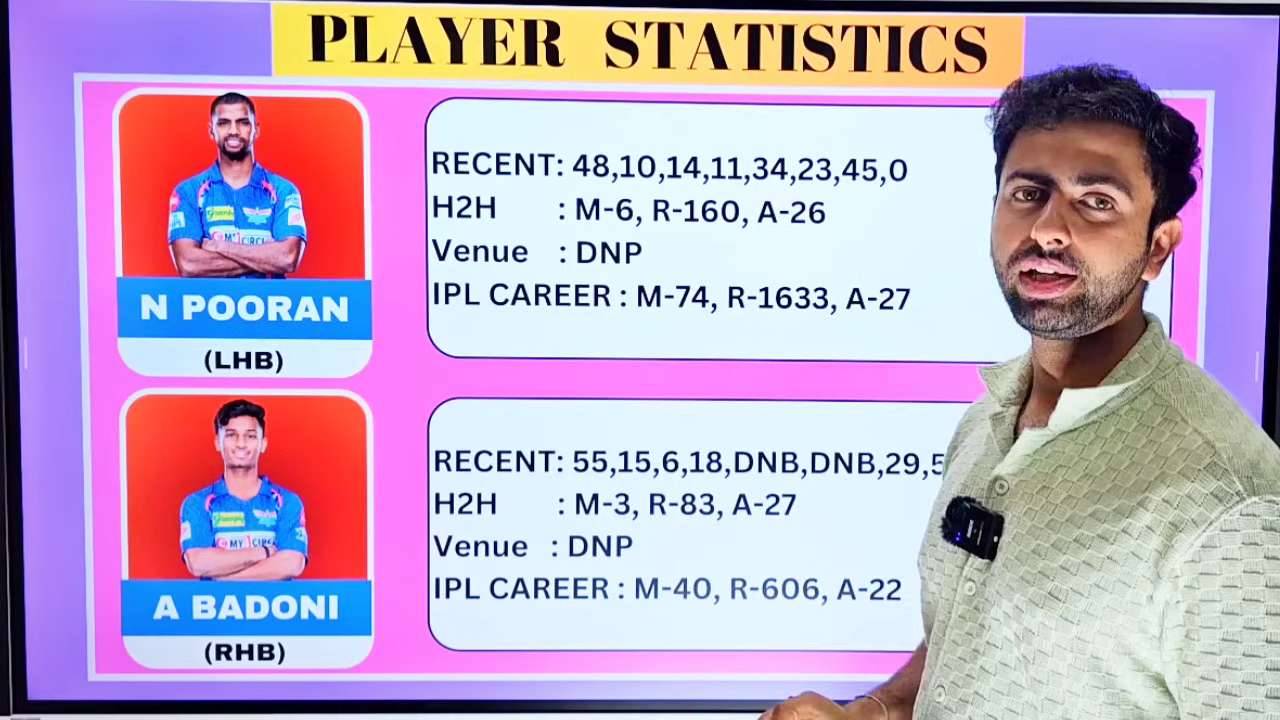 PLAYER STATISTICS
RECENT: 48,10,14,11,34,23,45,0
H2H : M-6, R-160, A-26
Venue : DNP
IPL CAREER : M-74, R-1633, A-27
N POORAN
(LHB)
RECENT: 55,15,6,18,DNB,DNB,29,5
H2H : M-3, R-83, A-27
Venue : DNP
IPL CAREER : M-40, R-606, A-22
A BADONI
(RHB)